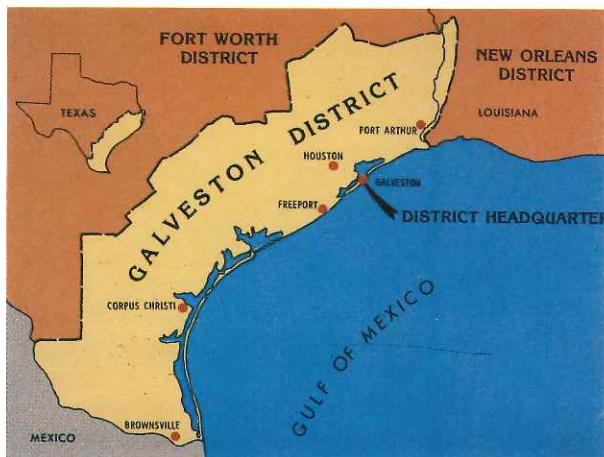 FORT WORTH
DISTRICT
NEW ORLEANS
DISTRICT
TEXAS
LOUISIANA
GALVESTON DISTRICT
PORT ARTHUR
HOUSTON
GALVESTON
FREEPORT
DISTRICT HEADQUARTE
CORPUS CHRISTI
GULF OF MEXICO
BROWNSVILLE
MEXICO